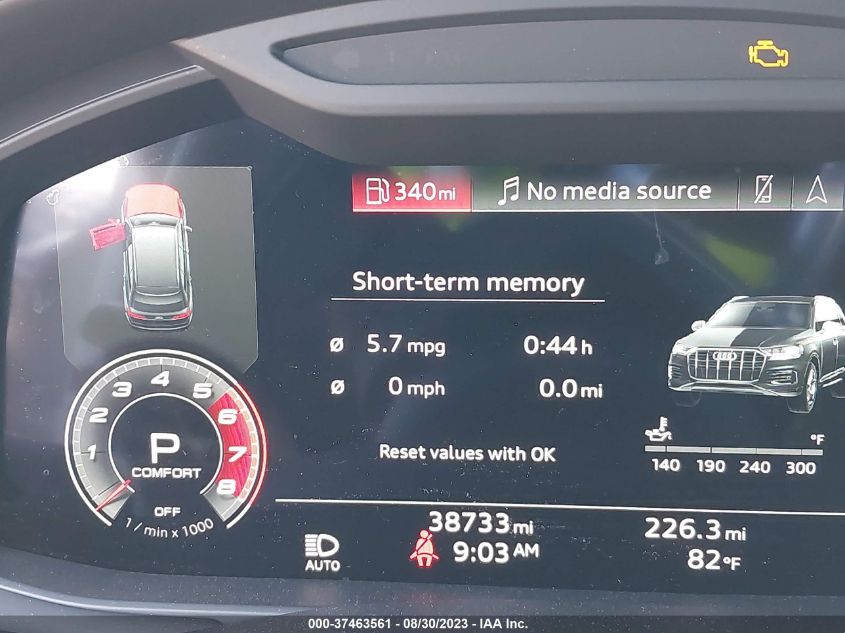 340 mi
No media source
Short-term memory
ø 5.7 mpg 0:44 h
ø 0 mph 0.0 mi
Reset values with OK
1 2 3 4 5 6 7 8
P
COMFORT
OFF
1 / min x 1000
°F
140 190 240 300
38733 mi
226.3 mi
AUTO
9:03 AM
82 °F
000-37463561 - 08/30/2023 - IAA Inc.